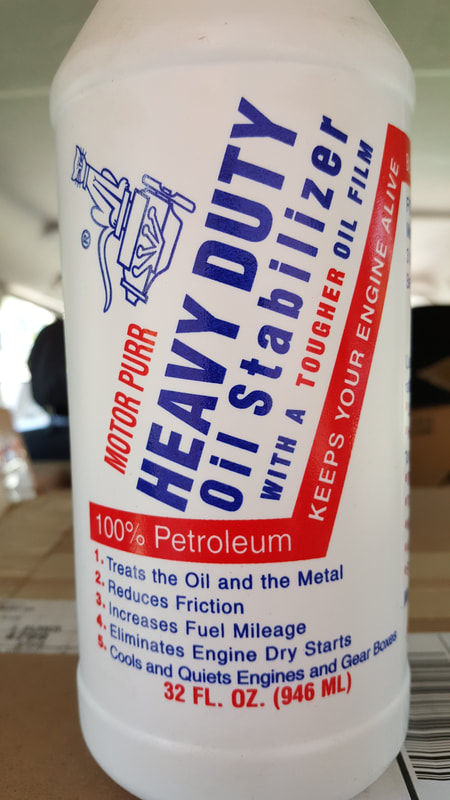 ®
MOTOR PURR
HEAVY DUTY
Oil Stabilizer
WITH A TOUGHER OIL FILM
KEEPS YOUR ENGINE ALIVE
100% Petroleum
1. Treats the Oil and the Metal
2. Reduces Friction
3. Increases Fuel Mileage
4. Eliminates Engine Dry Starts
5. Cools and Quiets Engines and Gear Boxes
32 FL. OZ. (946 ML)